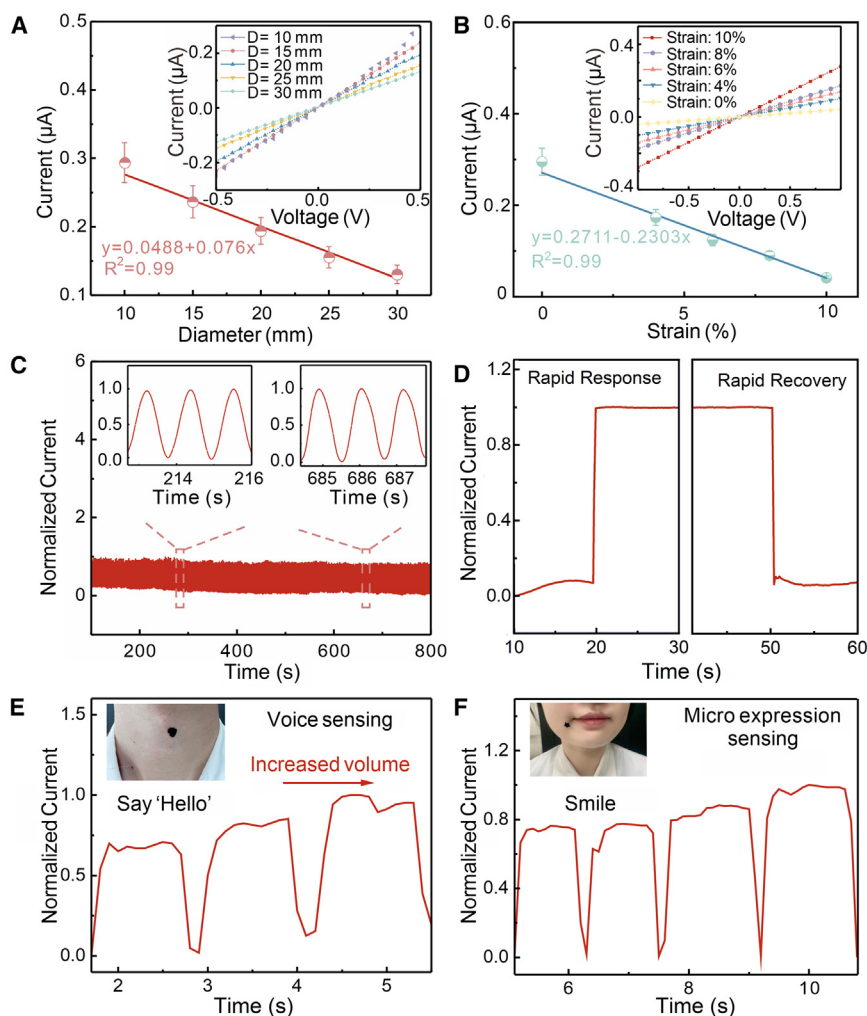 A
Current (μA)
0.5
0.4
0.3
0.2
0.1
10
15
20
25
30
Diameter (mm)
y=0.0488+0.076x
R²=0.99
D= 10 mm
D= 15 mm
D= 20 mm
D= 25 mm
D= 30 mm
Current (μA)
0.2
0.0
-0.2
-0.5
0.0
0.5
Voltage (V)
B
Current (μA)
0.6
0.4
0.2
0.0
0
5
10
Strain (%)
y=0.2711-0.2303x
R²=0.99
Strain: 10%
Strain: 8%
Strain: 6%
Strain: 4%
Strain: 0%
Current (μA)
0.4
0.0
-0.4
0.0
Voltage (V)
C
Normalized Current
6
4
2
0
200
400
600
800
Time (s)
1.0
0.5
0.0
214
216
Time (s)
1.0
0.5
0.0
685
686
687
Time (s)
D
Normalized Current
1.2
0.8
0.4
0.0
Rapid Response
Rapid Recovery
10
20
30
50
60
Time (s)
E
Normalized Current
1.5
1.0
0.5
0.0
Voice sensing
Increased volume
Say ‘Hello’
2
3
4
5
Time (s)
F
Normalized Current
1.2
0.8
0.4
0.0
Micro expression
sensing
Smile
6
8
10
Time (s)